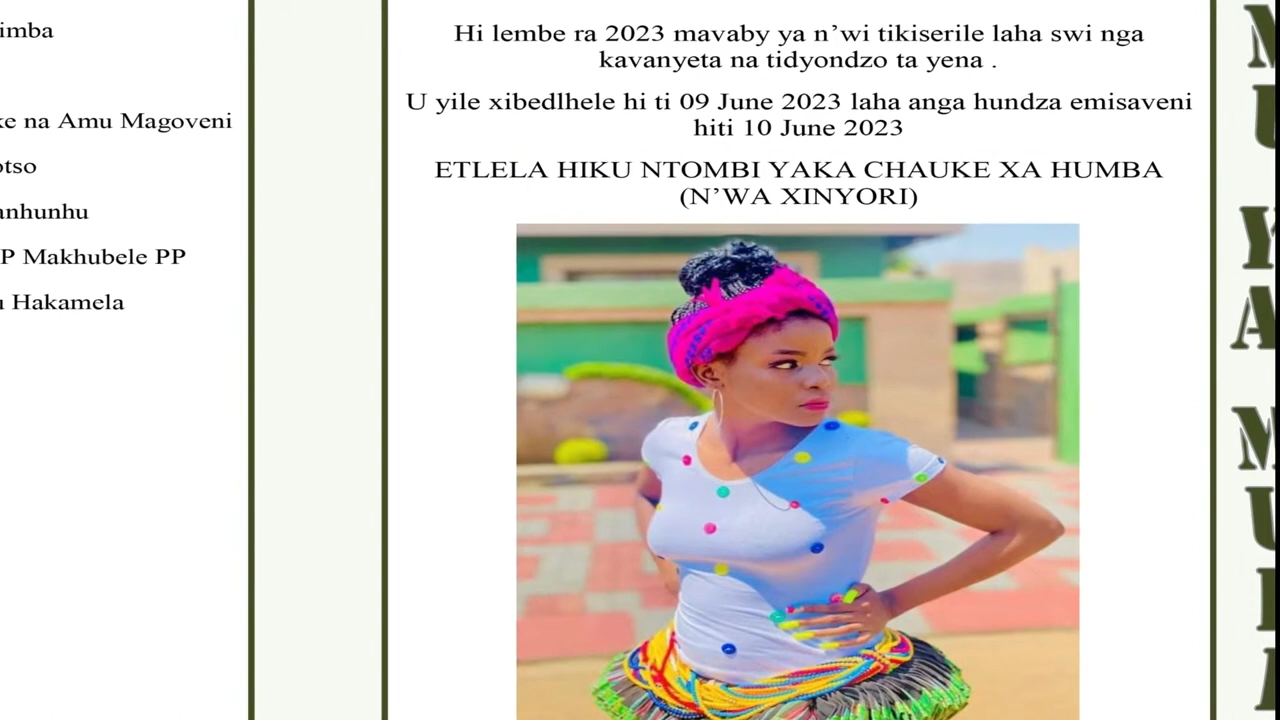 imba
ke na Amu Magoveni
otso
anhunhu
P Makhubele PP
u Hakamela
Hi lembe ra 2023 mavaby ya n’wi tikiserile laha swi nga
kavanyeta na tidyondzo ta yena .
U yile xibedlhele hi ti 09 June 2023 laha anga hundza emisaveni
hiti 10 June 2023
ETLELA HIKU NTOMBI YAKA CHAUKE XA HUMBA
(N’WA XINYORI)